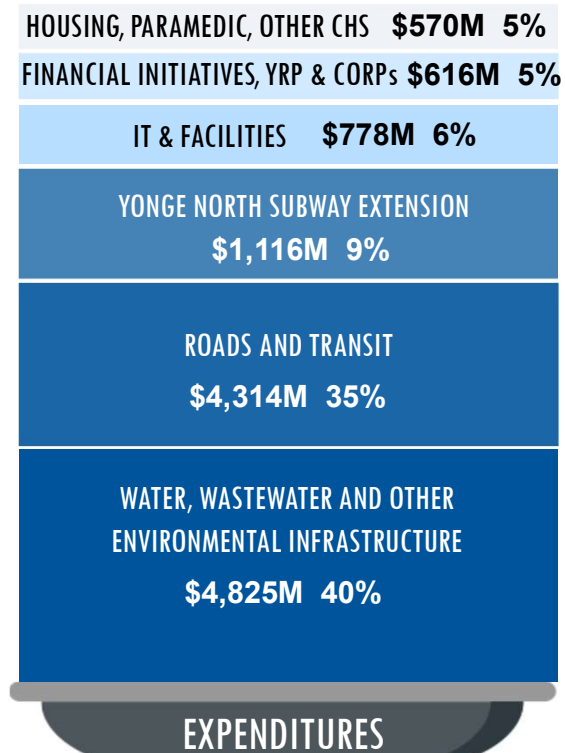 HOUSING, PARAMEDIC, OTHER CHS $570M 5%
FINANCIAL INITIATIVES, YRP & CORPs $616M 5%
IT & FACILITIES $778M 6%
YONGE NORTH SUBWAY EXTENSION
$1,116M 9%
ROADS AND TRANSIT
$4,314M 35%
WATER, WASTEWATER AND OTHER
ENVIRONMENTAL INFRASTRUCTURE
$4,825M 40%
EXPENDITURES